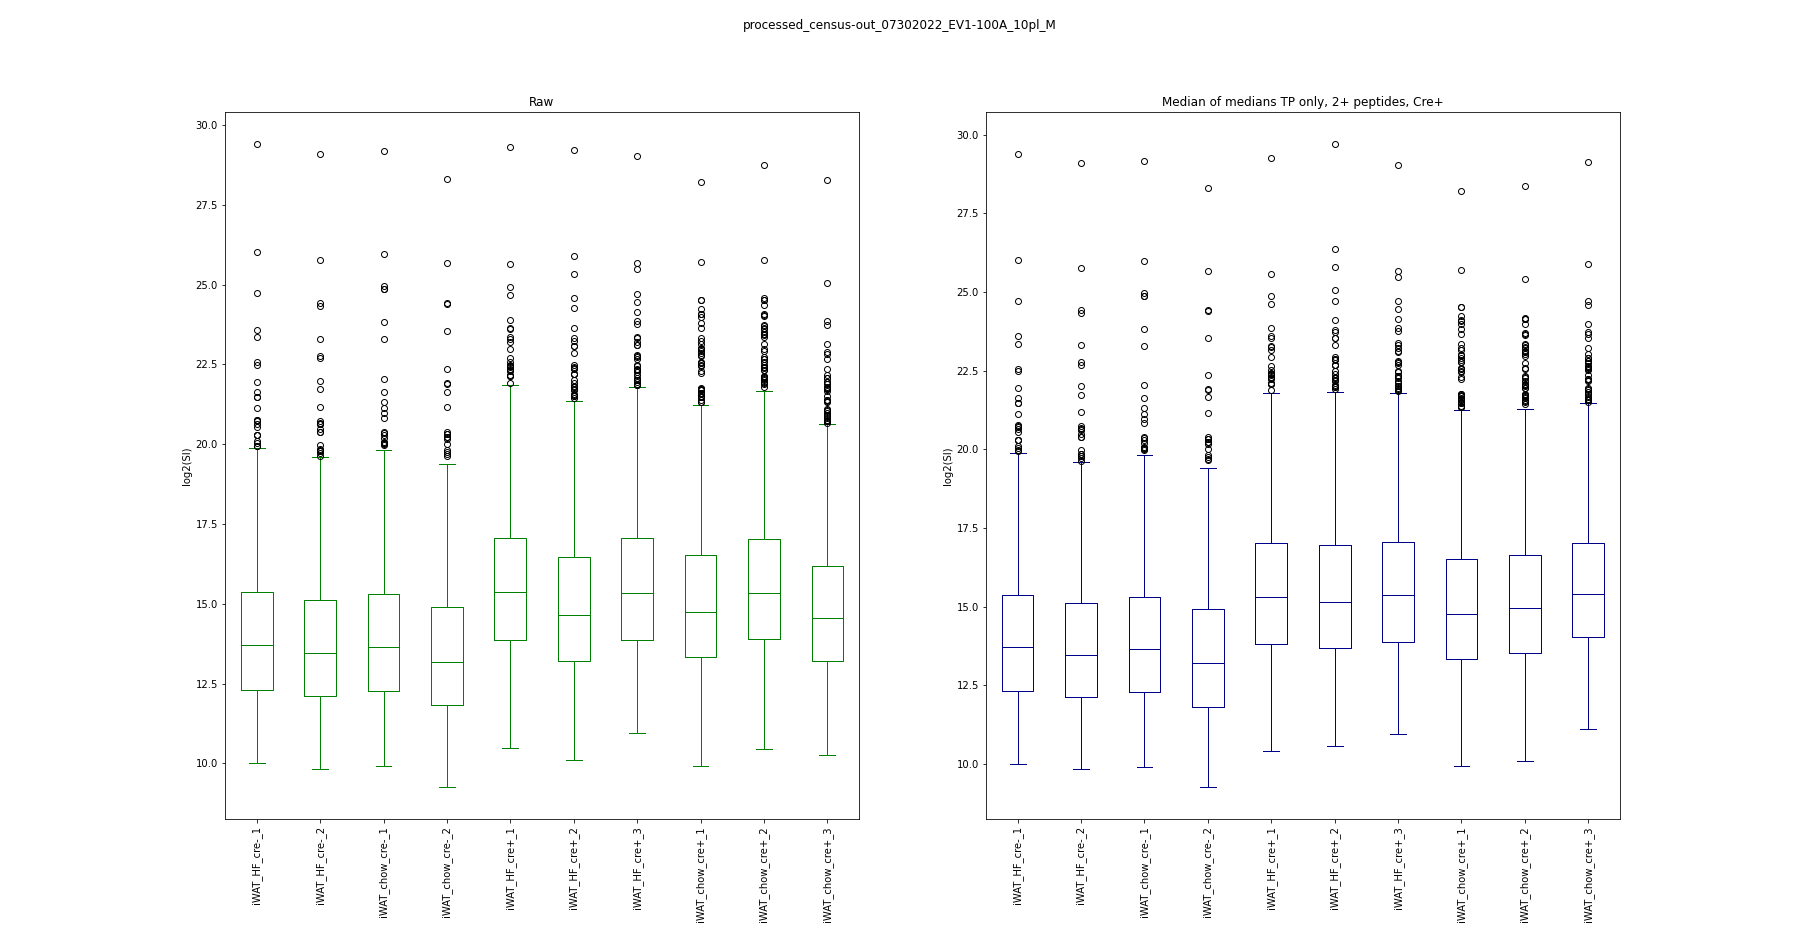 processed_census-out_07302022_EV1-100A_10pl_M
Raw
30.0
27.5
25.0
22.5
20.0
17.5
15.0
12.5
10.0
log2(SI)
iWAT_HF_cre-_1
iWAT_HF_cre-_2
iWAT_chow_cre-_1
iWAT_chow_cre-_2
iWAT_HF_cre+_1
iWAT_HF_cre+_2
iWAT_HF_cre+_3
iWAT_chow_cre+_1
iWAT_chow_cre+_2
iWAT_chow_cre+_3
Median of medians TP only, 2+ peptides, Cre+
30.0
27.5
25.0
22.5
20.0
17.5
15.0
12.5
10.0
log2(SI)
iWAT_HF_cre-_1
iWAT_HF_cre-_2
iWAT_chow_cre-_1
iWAT_chow_cre-_2
iWAT_HF_cre+_1
iWAT_HF_cre+_2
iWAT_HF_cre+_3
iWAT_chow_cre+_1
iWAT_chow_cre+_2
iWAT_chow_cre+_3